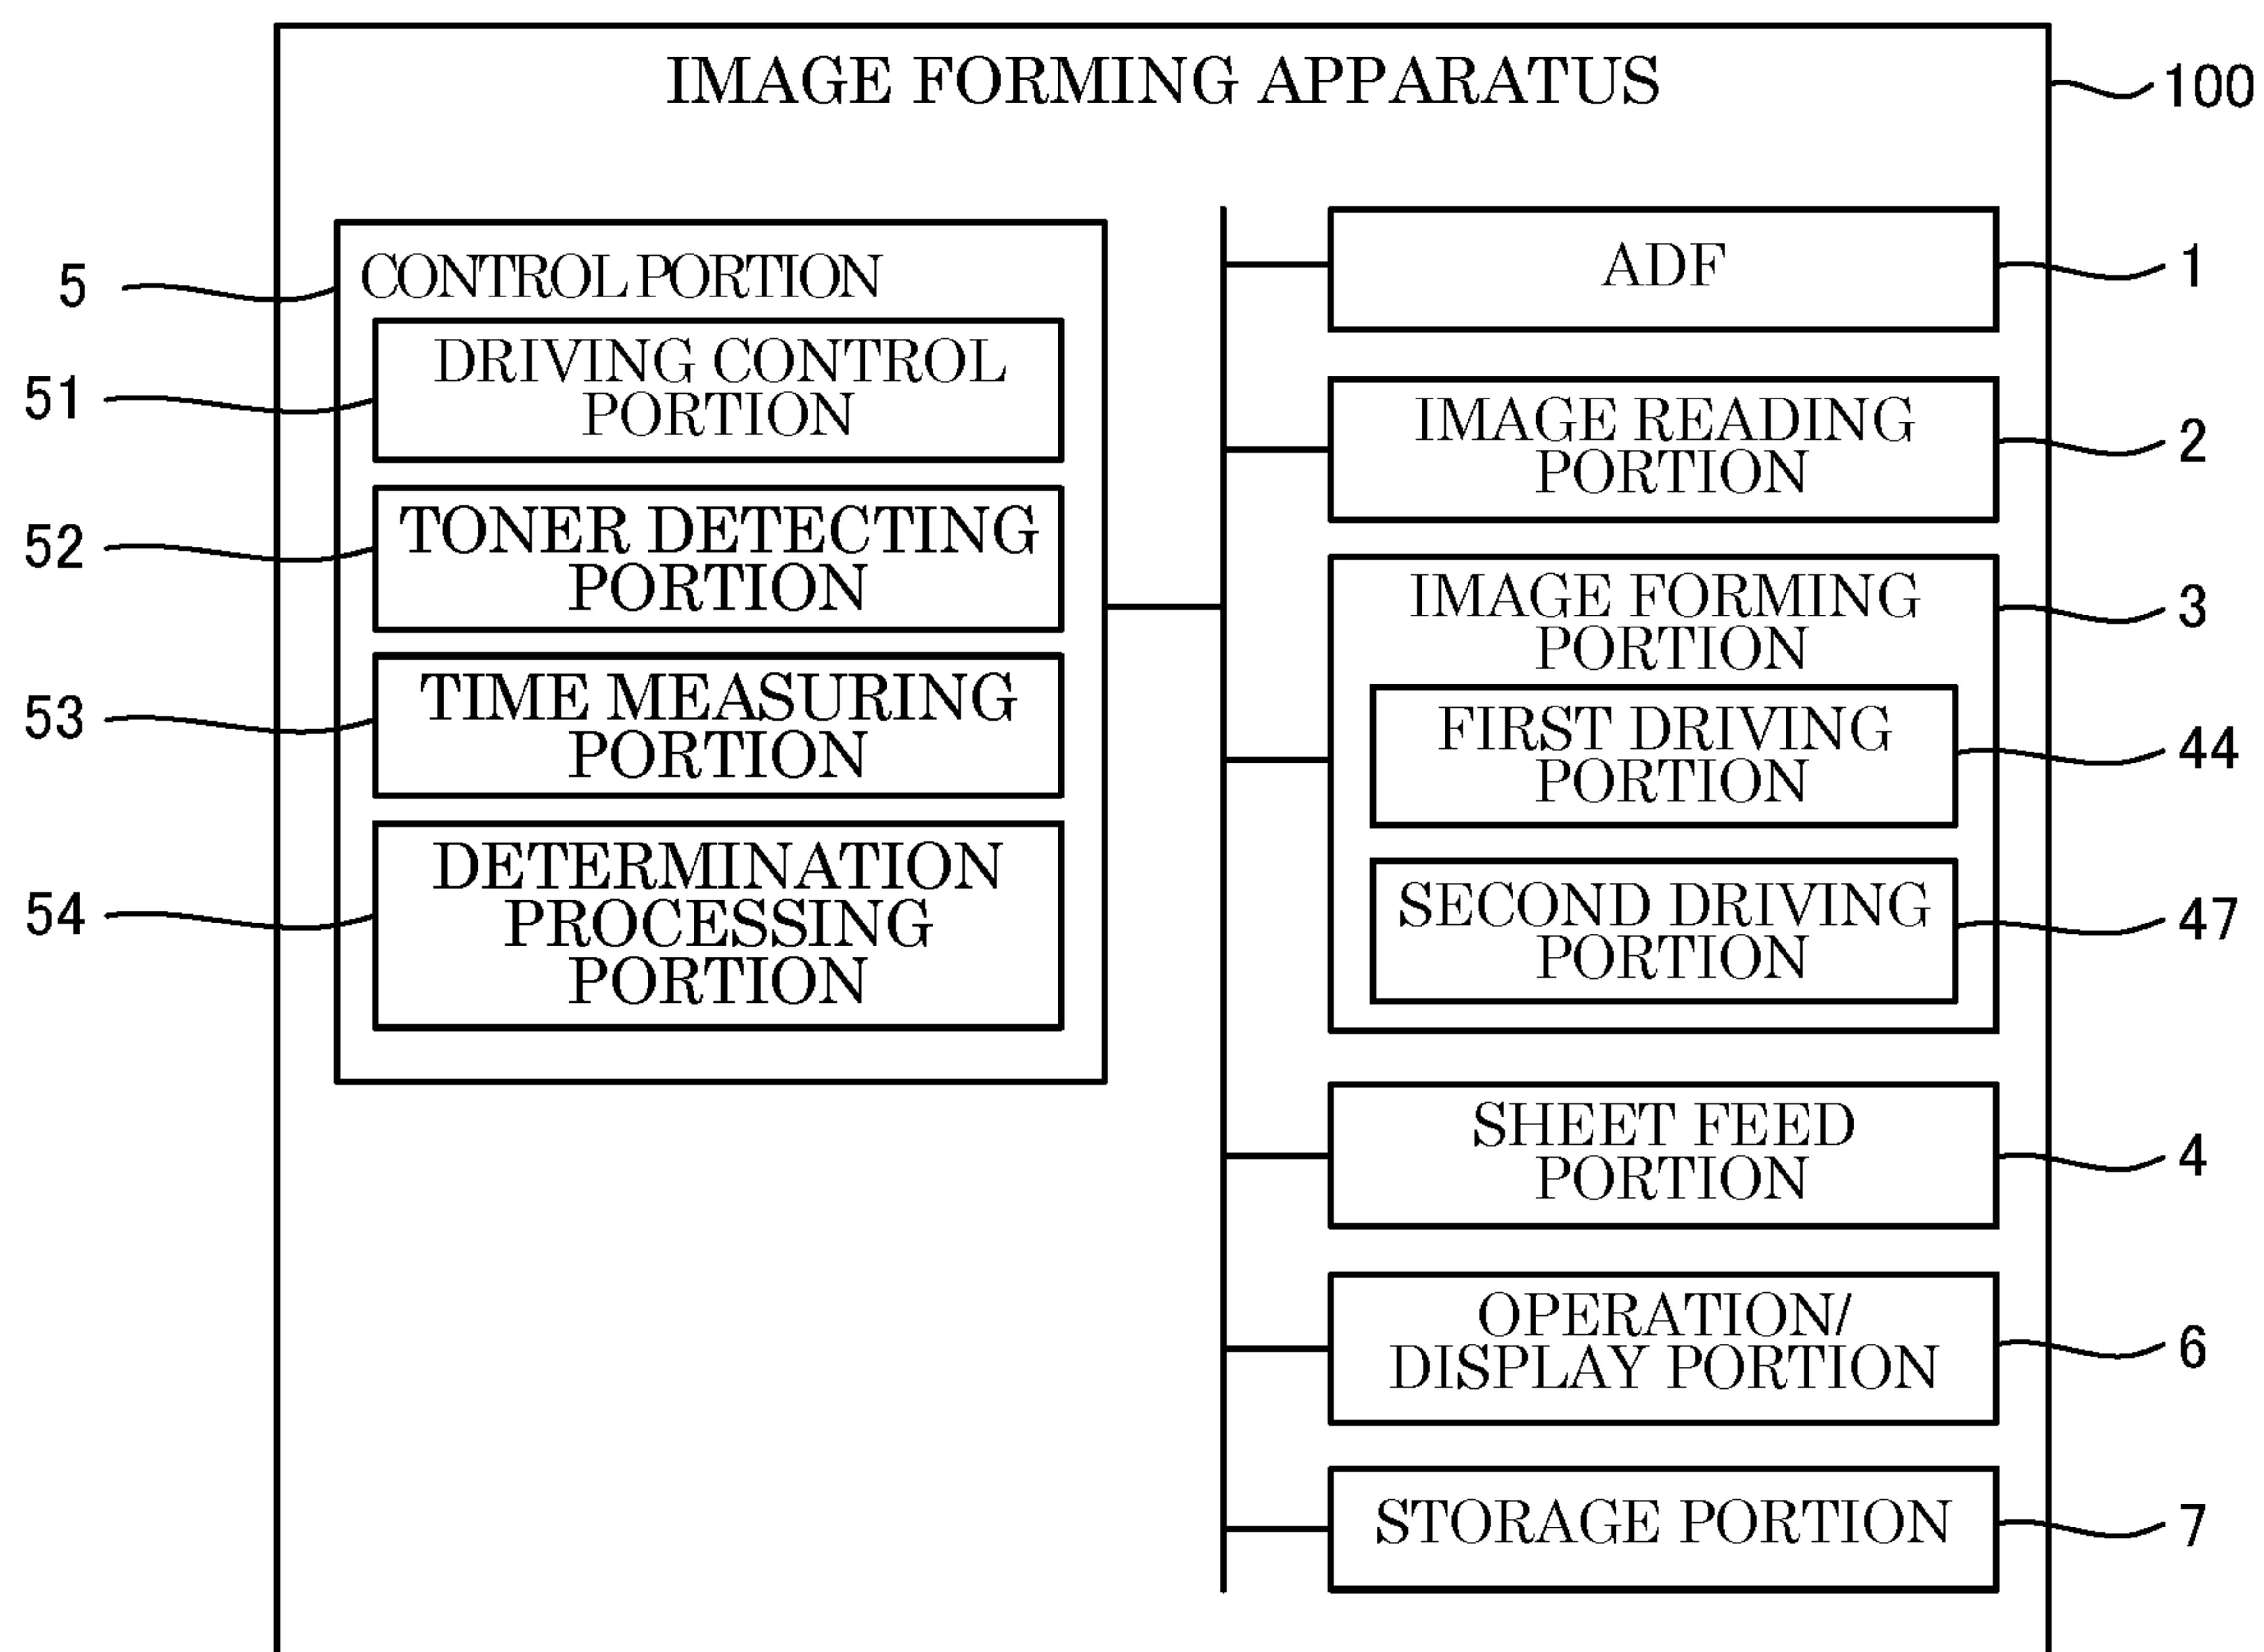 IMAGE FORMING APPARATUS
100
5
CONTROL PORTION
51
DRIVING CONTROL
PORTION
52
TONER DETECTING
PORTION
53
TIME MEASURING
PORTION
54
DETERMINATION
PROCESSING
PORTION
ADF
1
IMAGE READING
PORTION
2
IMAGE FORMING
PORTION
3
FIRST DRIVING
PORTION
44
SECOND DRIVING
PORTION
47
SHEET FEED
PORTION
4
OPERATION/
DISPLAY PORTION
6
STORAGE PORTION
7